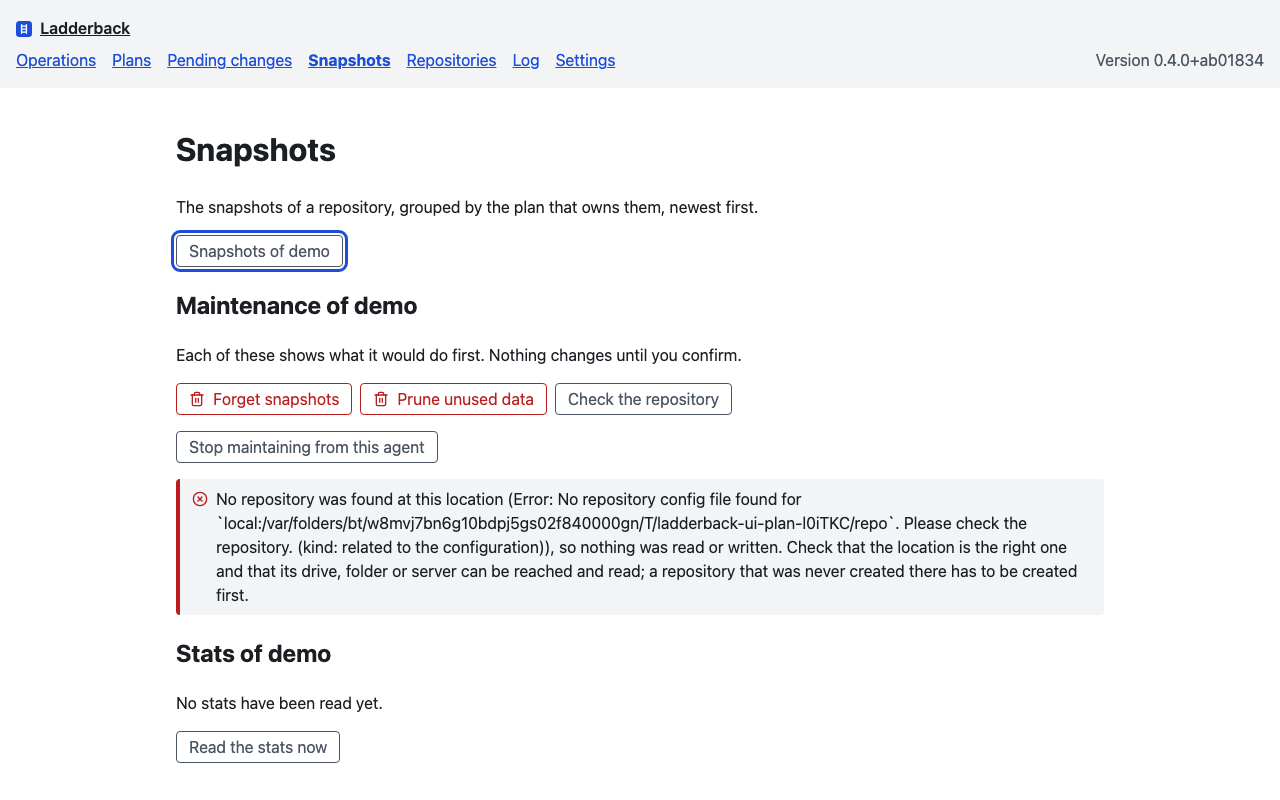 Ladderback
Operations Plans Pending changes Snapshots Repositories Log Settings Version 0.4.0+ab01834
Snapshots
The snapshots of a repository, grouped by the plan that owns them, newest first.
Snapshots of demo
Maintenance of demo
Each of these shows what it would do first. Nothing changes until you confirm.
Forget snapshots Prune unused data Check the repository
Stop maintaining from this agent
No repository was found at this location (Error: No repository config file found for
`local:/var/folders/bt/w8mvj7bn6g10bdpj5gs02f840000gn/T/ladderback-ui-plan-l0iTKC/repo`. Please check the
repository. (kind: related to the configuration)), so nothing was read or written. Check that the location is the right one
and that its drive, folder or server can be reached and read; a repository that was never created there has to be created
first.
Stats of demo
No stats have been read yet.
Read the stats now